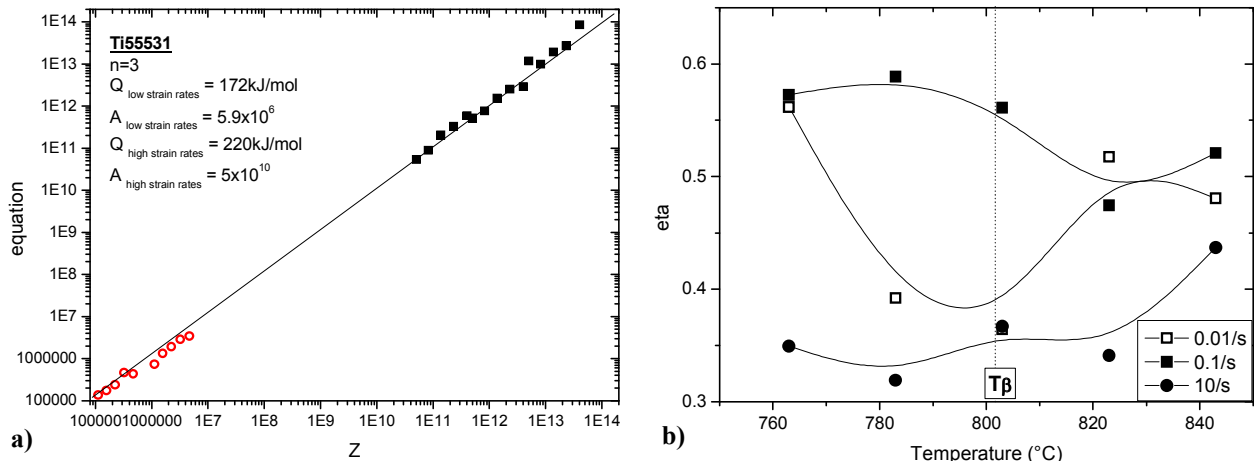 1E14
1E13
1E12
1E11
1E10
1E9
1E8
1E7
1000000
100000
equation
Ti55531
n=3
Q low strain rates = 172kJ/mol
A low strain rates = 5.9x10^6
Q high strain rates = 220kJ/mol
A high strain rates = 5x10^10
100000 1000000 1E7 1E8 1E9 1E10 1E11 1E12 1E13 1E14
Z
a)
0.6
0.5
0.4
0.3
eta
Tβ
0.01/s
0.1/s
10/s
760 780 800 820 840
Temperature (°C)
b)